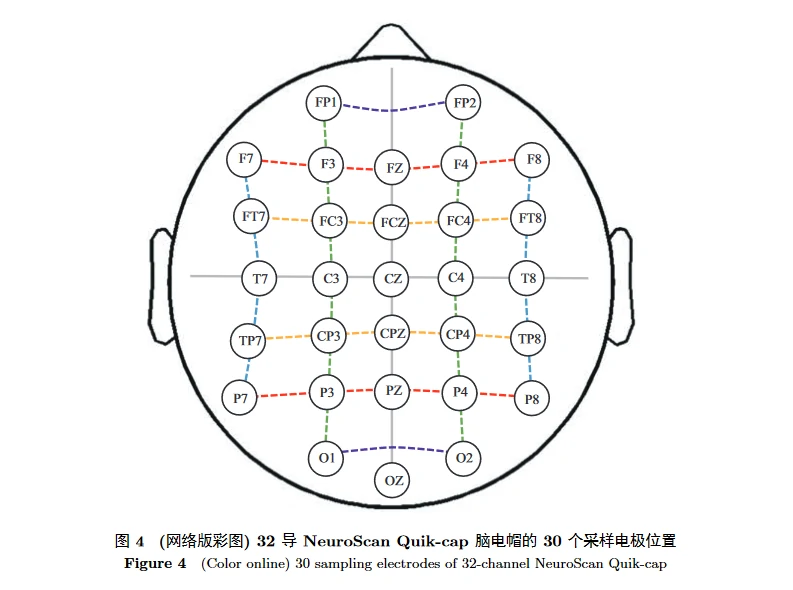 FP1 FP2
F7 F3 FZ F4 F8
FT7 FC3 FCZ FC4 FT8
T7 C3 CZ C4 T8
TP7 CP3 CPZ CP4 TP8
P7 P3 PZ P4 P8
O1 O2
OZ
图 4 (网络版彩图) 32 导 NeuroScan Quik-cap 脑电帽的 30 个采样电极位置
Figure 4 (Color online) 30 sampling electrodes of 32-channel NeuroScan Quik-cap